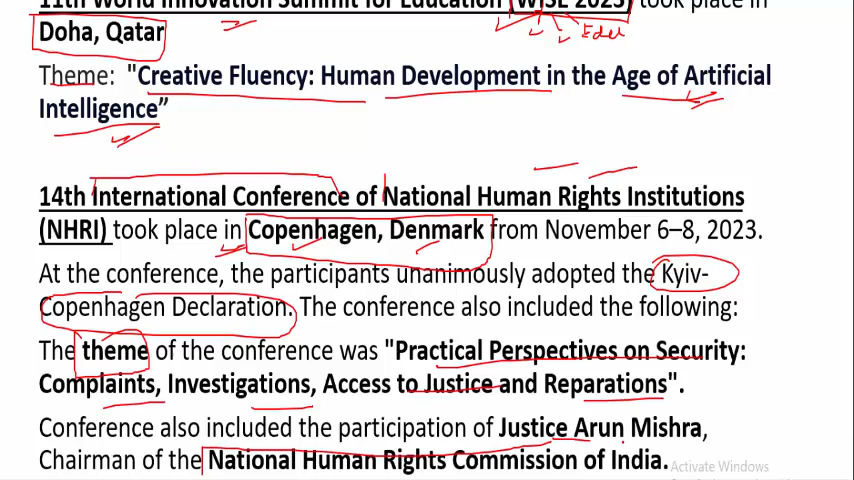 11th World Innovation Summit for Education (WISE 2023) took place in
Doha, Qatar
Theme: "Creative Fluency: Human Development in the Age of Artificial
Intelligence”
14th International Conference of National Human Rights Institutions
(NHRI) took place in Copenhagen, Denmark from November 6–8, 2023.
At the conference, the participants unanimously adopted the Kyiv-
Copenhagen Declaration. The conference also included the following:
The theme of the conference was "Practical Perspectives on Security:
Complaints, Investigations, Access to Justice and Reparations".
Conference also included the participation of Justice Arun Mishra,
Chairman of the National Human Rights Commission of India.
Activate Windows